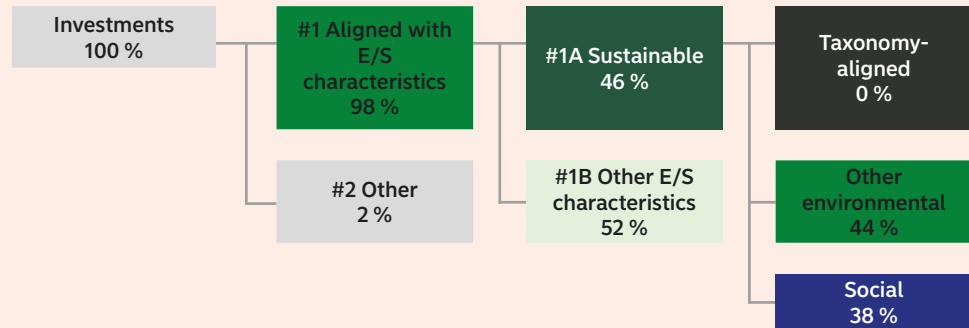 Investments
100 %
#1 Aligned with
E/S
characteristics
98 %
#1A Sustainable
46 %
Taxonomy-
aligned
0 %
#2 Other
2 %
#1B Other E/S
characteristics
52 %
Other
environmental
44 %
Social
38 %